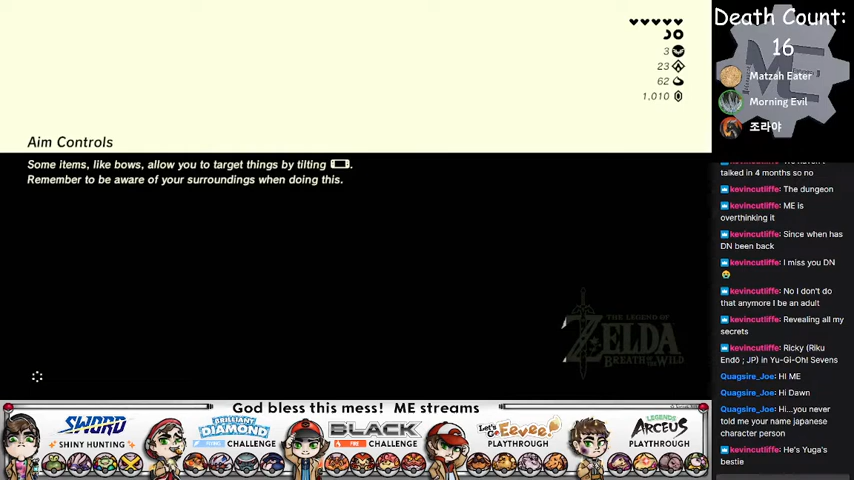 Death Count:
16
Matzah Eater
Morning Evil
조라야
3
23
62
1,010
Aim Controls
Some items, like bows, allow you to target things by tilting
Remember to be aware of your surroundings when doing this.
THE LEGEND OF
ZELDA
BREATH OF THE WILD
talked in 4 months so no
kevincutliffe: The dungeon
kevincutliffe: ME is
overthinking it
kevincutliffe: Since when has
DN been back
kevincutliffe: I miss you DN
kevincutliffe: No I don't do
that anymore I be an adult
kevincutliffe: Revealing all my
secrets
kevincutliffe: Ricky (Riku
Endō ; JP) in Yu-Gi-Oh! Sevens
Quagsire_Joe: HI ME
Quagsire_Joe: Hi Dawn
Quagsire_Joe: Hi...you never
told me your name japanese
character person
kevincutliffe: He's Yuga's
bestie
God bless this mess! ME streams
SWORD
SHINY HUNTING
BRILLIANT
DIAMOND
CHALLENGE
BLACK
FIRE CHALLENGE
Let's Go Eevee!
PLAYTHROUGH
LEGENDS
ARCEUS
PLAYTHROUGH